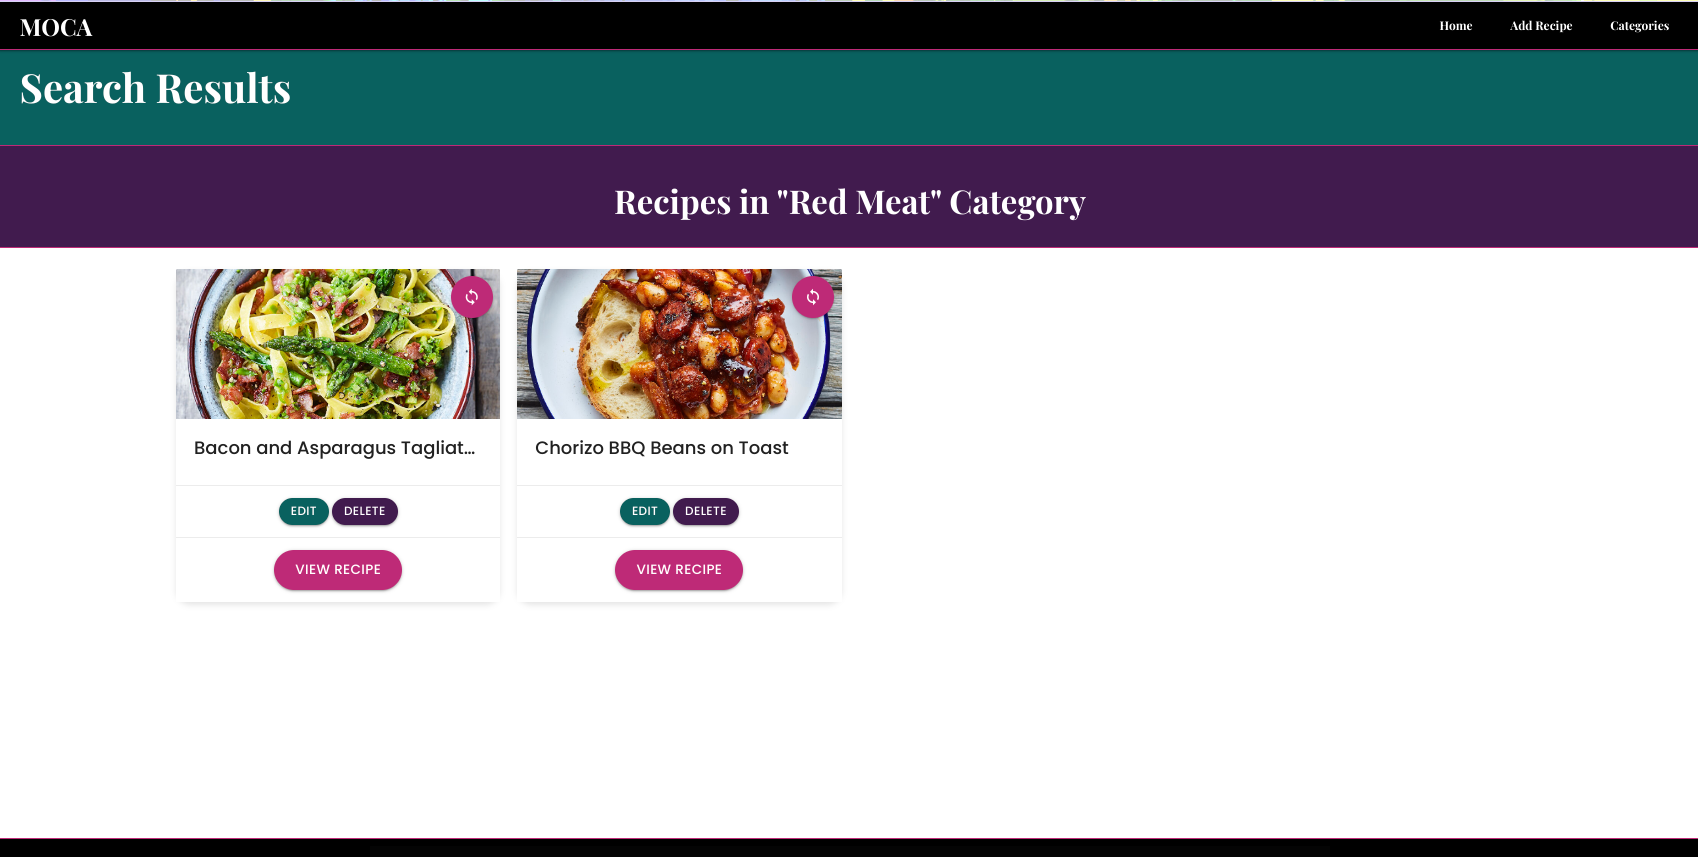 MOCA
Home
Add Recipe
Categories
Search Results
Recipes in "Red Meat" Category
Bacon and Asparagus Tagliat...
EDIT
DELETE
VIEW RECIPE
Chorizo BBQ Beans on Toast
EDIT
DELETE
VIEW RECIPE